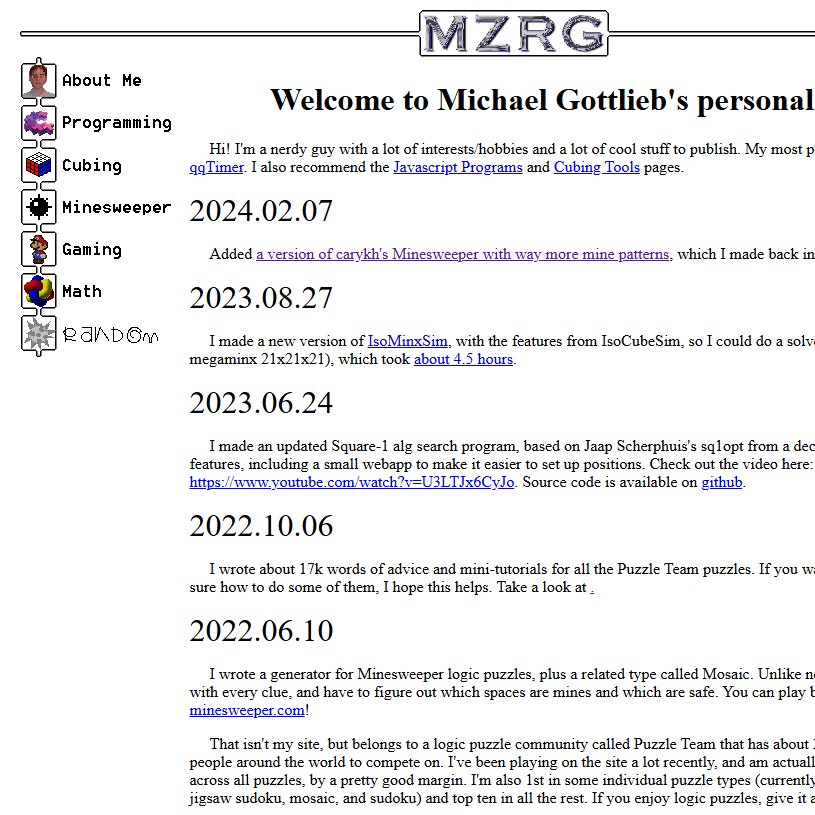 MZRG
About Me
Programming
Cubing
Minesweeper
Gaming
Math
RANDOm
Welcome to Michael Gottlieb's personal
Hi! I'm a nerdy guy with a lot of interests/hobbies and a lot of cool stuff to publish. My most p
qqTimer. I also recommend the Javascript Programs and Cubing Tools pages.
2024.02.07
Added a version of carykh's Minesweeper with way more mine patterns, which I made back in
2023.08.27
I made a new version of IsoMinxSim, with the features from IsoCubeSim, so I could do a solv
megaminx 21x21x21), which took about 4.5 hours.
2023.06.24
I made an updated Square-1 alg search program, based on Jaap Scherphuis's sq1opt from a dec
features, including a small webapp to make it easier to set up positions. Check out the video here:
https://www.youtube.com/watch?v=U3LTJx6CyJo. Source code is available on github.
2022.10.06
I wrote about 17k words of advice and mini-tutorials for all the Puzzle Team puzzles. If you wa
sure how to do some of them, I hope this helps. Take a look at .
2022.06.10
I wrote a generator for Minesweeper logic puzzles, plus a related type called Mosaic. Unlike n
with every clue, and have to figure out which spaces are mines and which are safe. You can play b
minesweeper.com!
That isn't my site, but belongs to a logic puzzle community called Puzzle Team that has about
people around the world to compete on. I've been playing on the site a lot recently, and am actuall
across all puzzles, by a pretty good margin. I'm also 1st in some individual puzzle types (currently
jigsaw sudoku, mosaic, and sudoku) and top ten in all the rest. If you enjoy logic puzzles, give it a